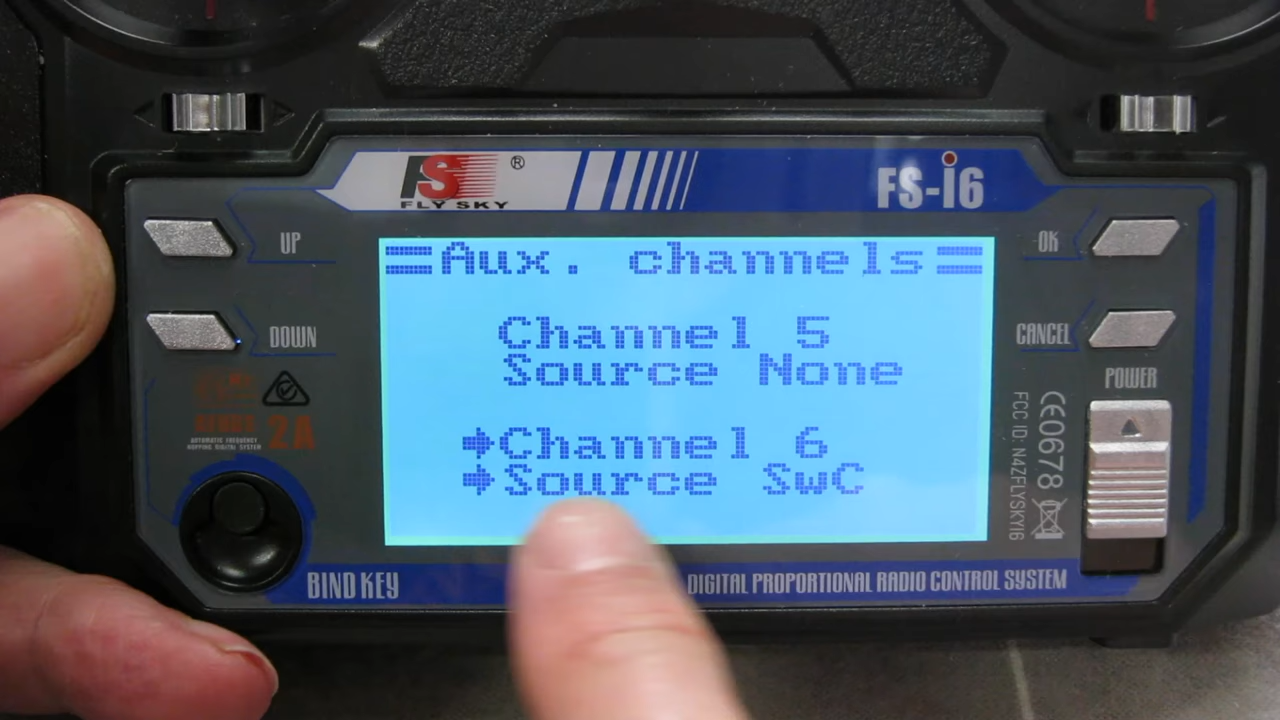 FS ®
FLY SKY
FS-i6
UP
OK
=Aux. channels=
Channel 5
Source None
DOWN
CANCEL
POWER
Channel 6
Source SwC
2A
AUTOMATIC FREQUENCY
HOPPING DIGITAL SYSTEM
CE0678
FCC ID: N4ZFLYSKYI6
BIND KEY
DIGITAL PROPORTIONAL RADIO CONTROL SYSTEM